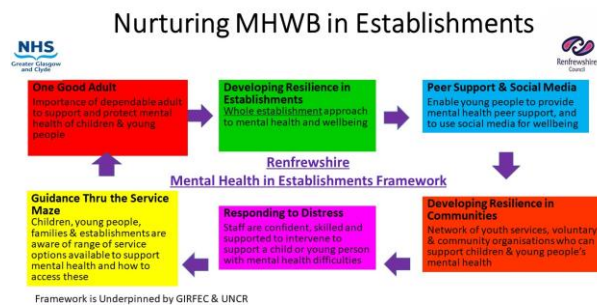 Nurturing MHWB in Establishments
NHS
Greater Glasgow
and Clyde
Renfrewshire
Council
One Good Adult
Importance of dependable adult
to support and protect mental
health of children & young
people
Developing Resilience in
Establishments
Whole establishment approach
to mental health and wellbeing
Peer Support & Social Media
Enable young people to provide
mental health peer support, and
to use social media for wellbeing
Renfrewshire
Mental Health in Establishments Framework
Guidance Thru the Service
Maze
Children, young people,
families & establishments are
aware of range of service
options available to support
mental health and how to
access these
Responding to Distress
Staff are confident, skilled and
supported to intervene to
support a child or young person
with mental health difficulties
Developing Resilience in
Communities
Network of youth services, voluntary
& community organisations who can
support children & young people's
mental health
Framework is Underpinned by GIRFEC & UNCR